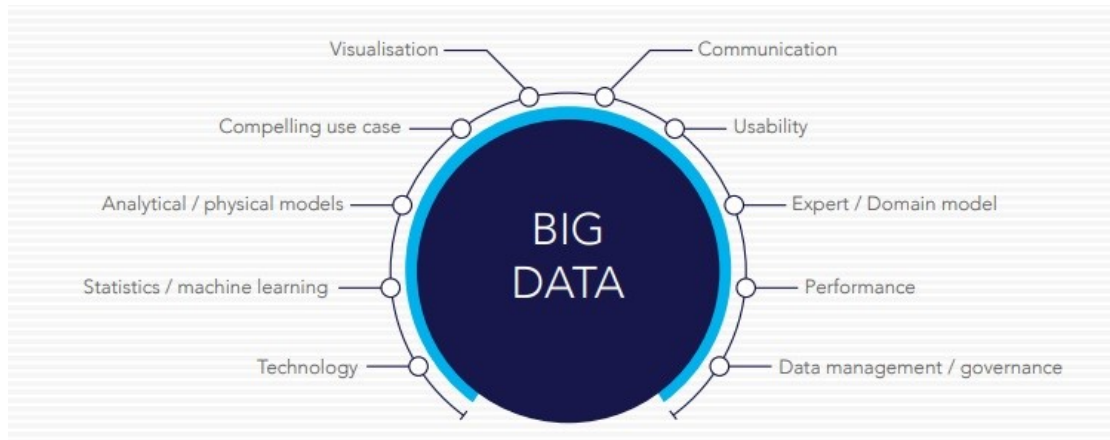 Visualisation
Communication
Compelling use case
Usability
Analytical / physical models
Expert / Domain model
BIG
DATA
Statistics / machine learning
Performance
Technology
Data management / governance